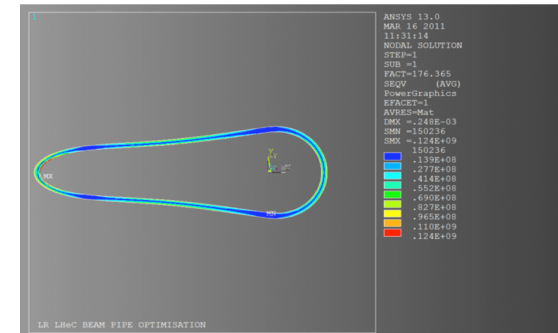 1
ANSYS 13.0
MAR 16 2011
11:31:14
NODAL SOLUTION
STEP=1
SUB =1
FACT=176.365
SEQV (AVG)
PowerGraphics
EFACET=1
AVRES=Mat
DMX =.248E-03
SMN =150236
SMX =.124E+09
150236
.139E+08
.277E+08
.414E+08
.552E+08
.690E+08
.827E+08
.965E+08
.110E+09
.124E+09
Y
MX
MN
LR LHeC BEAM PIPE OPTIMISATION